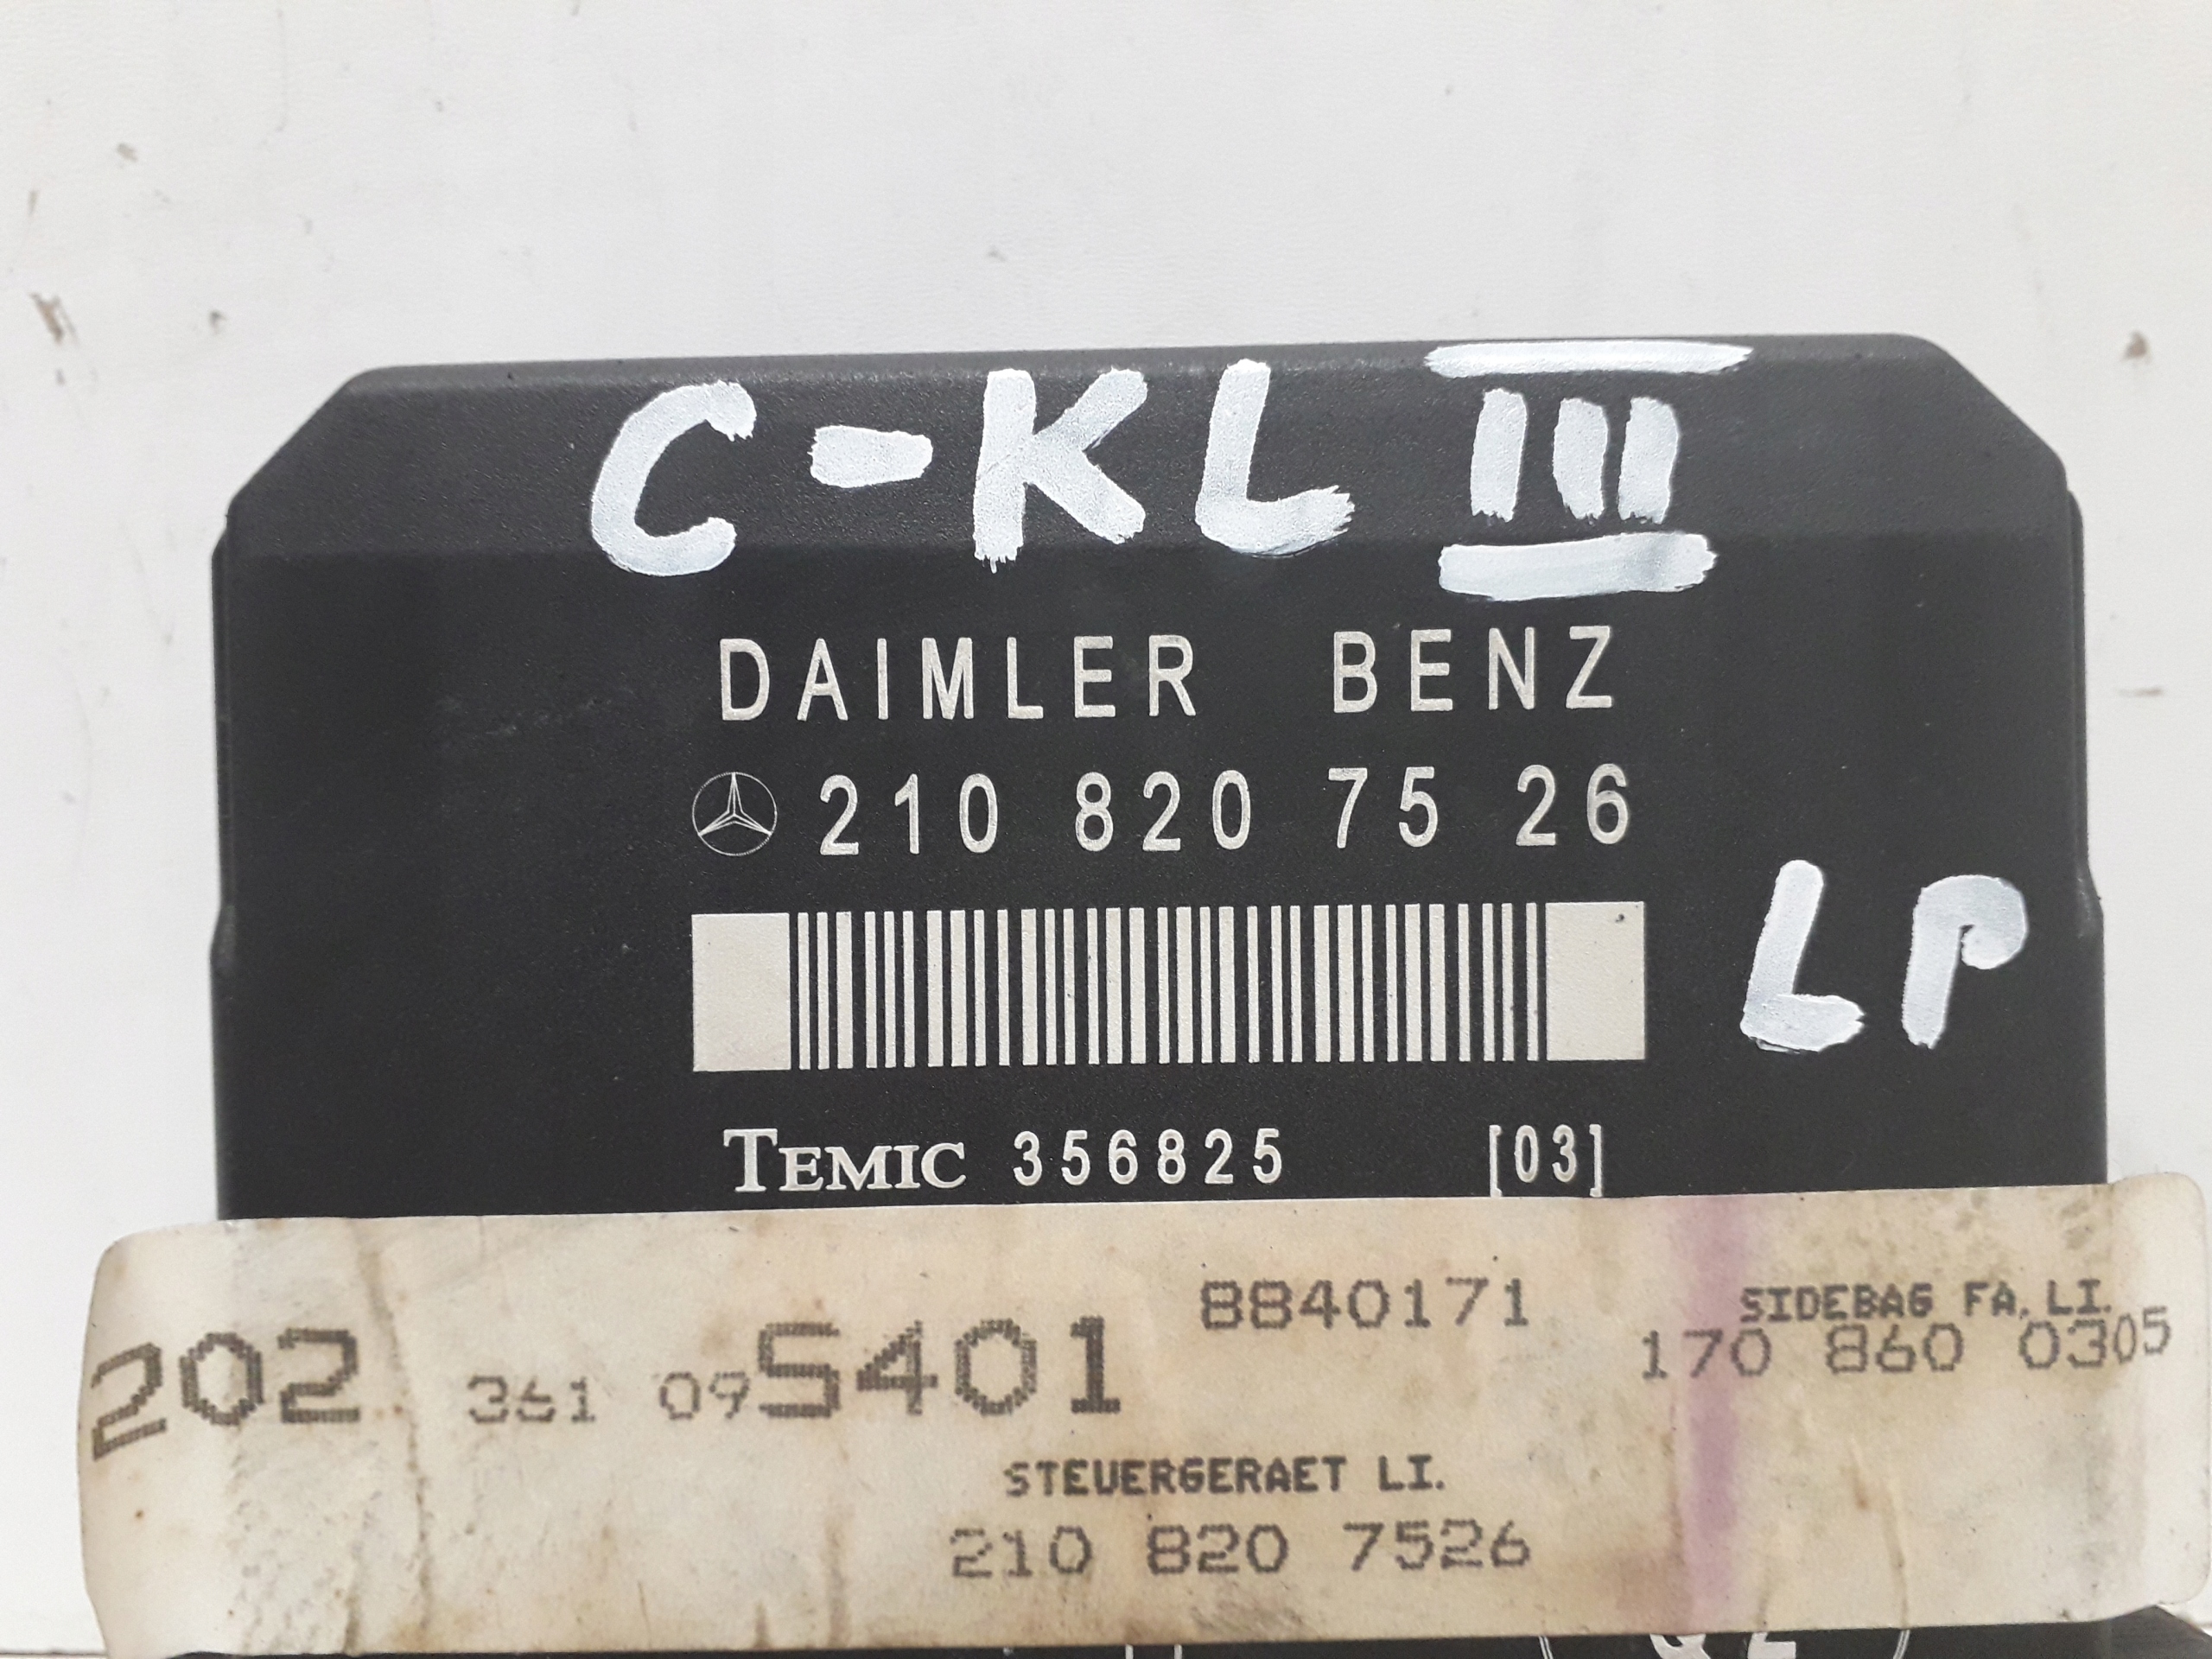 C-KL III
DAIMLER BENZ
210 820 75 26
LP
TEMIC 356825 [03]
8840171
SIDEBAG FA. LI.
170 860 0305
202 361 09 S401
STEUERGERAET LI.
210 820 7526